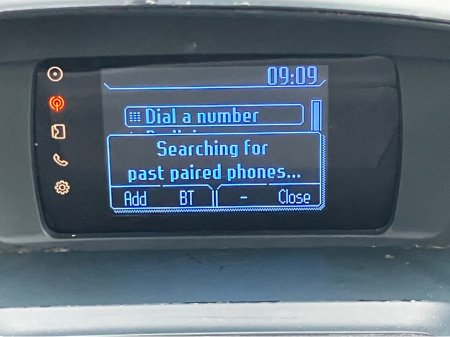 09:09
Dial a number
Searching for
past paired phones...
Add BT - Close